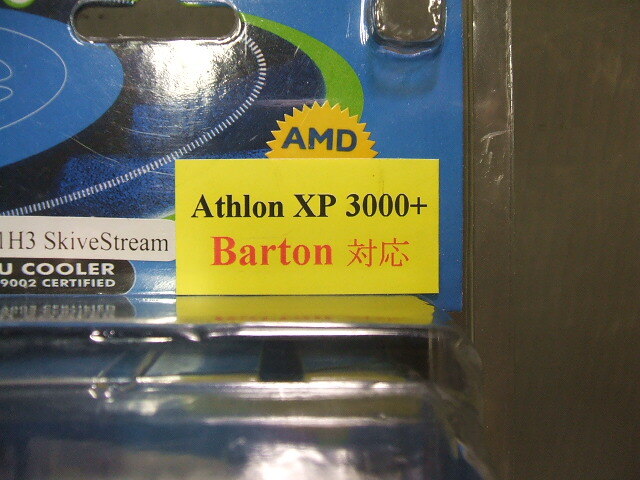 AMD
Athlon XP 3000+
Barton 対応
1H3 SkiveStream
U COOLER
9002 CERTIFIED